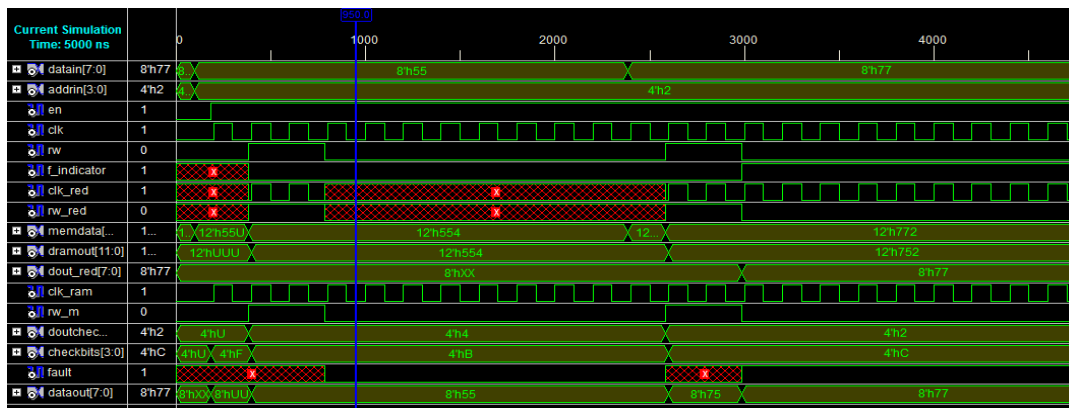 950.0
Current Simulation
Time: 5000 ns
0 1000 2000 3000 4000
datain[7:0] 8'h77 8... 8'h55 8'h77
addrin[3:0] 4'h2 4... 4'h2
en 1
clk 1
rw 0
f_indicator 1 X
clk_red 1 X X
rw_red 0 X X
memdata[... 1... 1... 12'h55U 12'h554 12... 12'h772
dramout[11:0] 1... 12'hUUU 12'h554 12'h752
dout_red[7:0] 8'h77 8'hXX 8'h77
clk_ram 1
rw_m 0
doutchec... 4'h2 4'hU 4'h4 4'h2
checkbits[3:0] 4'hC 4'hU 4'hF 4'hB 4'hC
fault 1 X X
dataout[7:0] 8'h77 8'hXX 8'hUU 8'h55 8'h75 8'h77